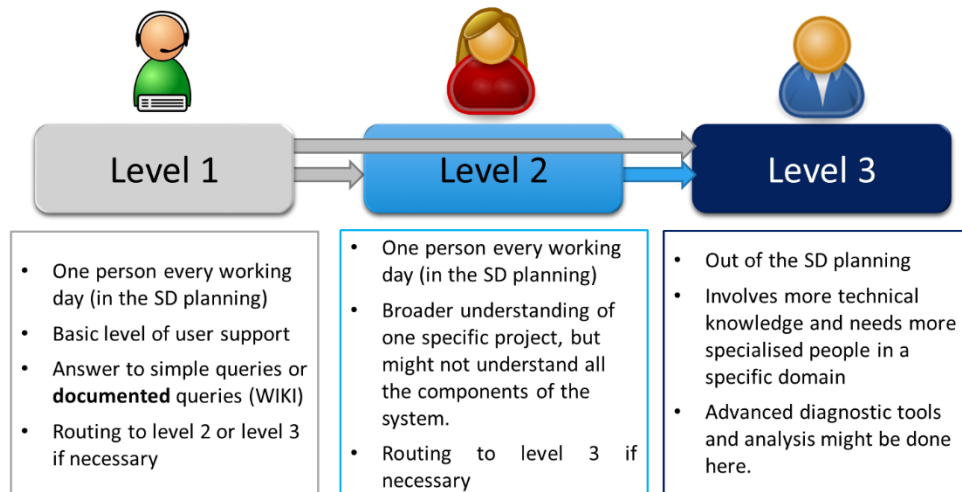 Level 1
Level 2
Level 3
• One person every working
day (in the SD planning)
• Basic level of user support
• Answer to simple queries or
documented queries (WIKI)
• Routing to level 2 or level 3
if necessary
• One person every working
day (in the SD planning)
• Broader understanding of
one specific project, but
might not understand all
the components of the
system.
• Routing to level 3 if
necessary
• Out of the SD planning
• Involves more technical
knowledge and needs more
specialised people in a
specific domain
• Advanced diagnostic tools
and analysis might be done
here.